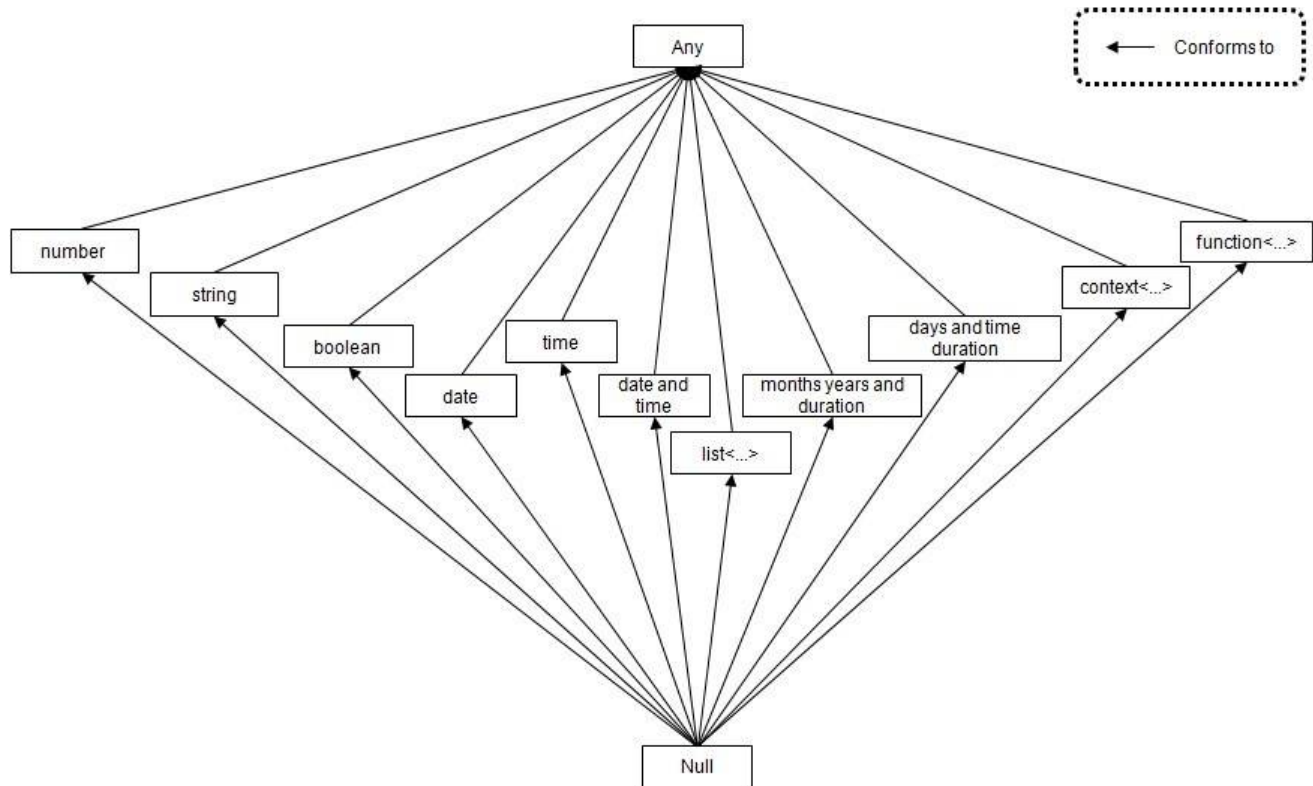 Any
Conforms to
number
string
boolean
date
time
date and
time
list<...>
months years and
duration
days and time
duration
context<...>
function<...>
Null